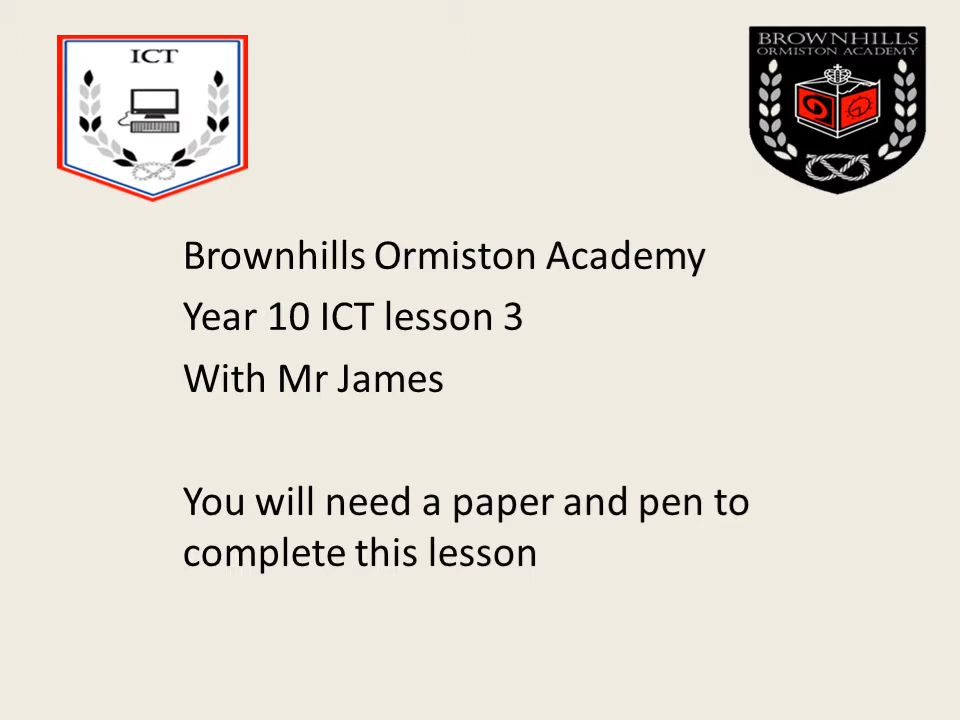 ICT
BROWNHILLS
ORMISTON ACADEMY
Brownhills Ormiston Academy
Year 10 ICT lesson 3
With Mr James
You will need a paper and pen to
complete this lesson